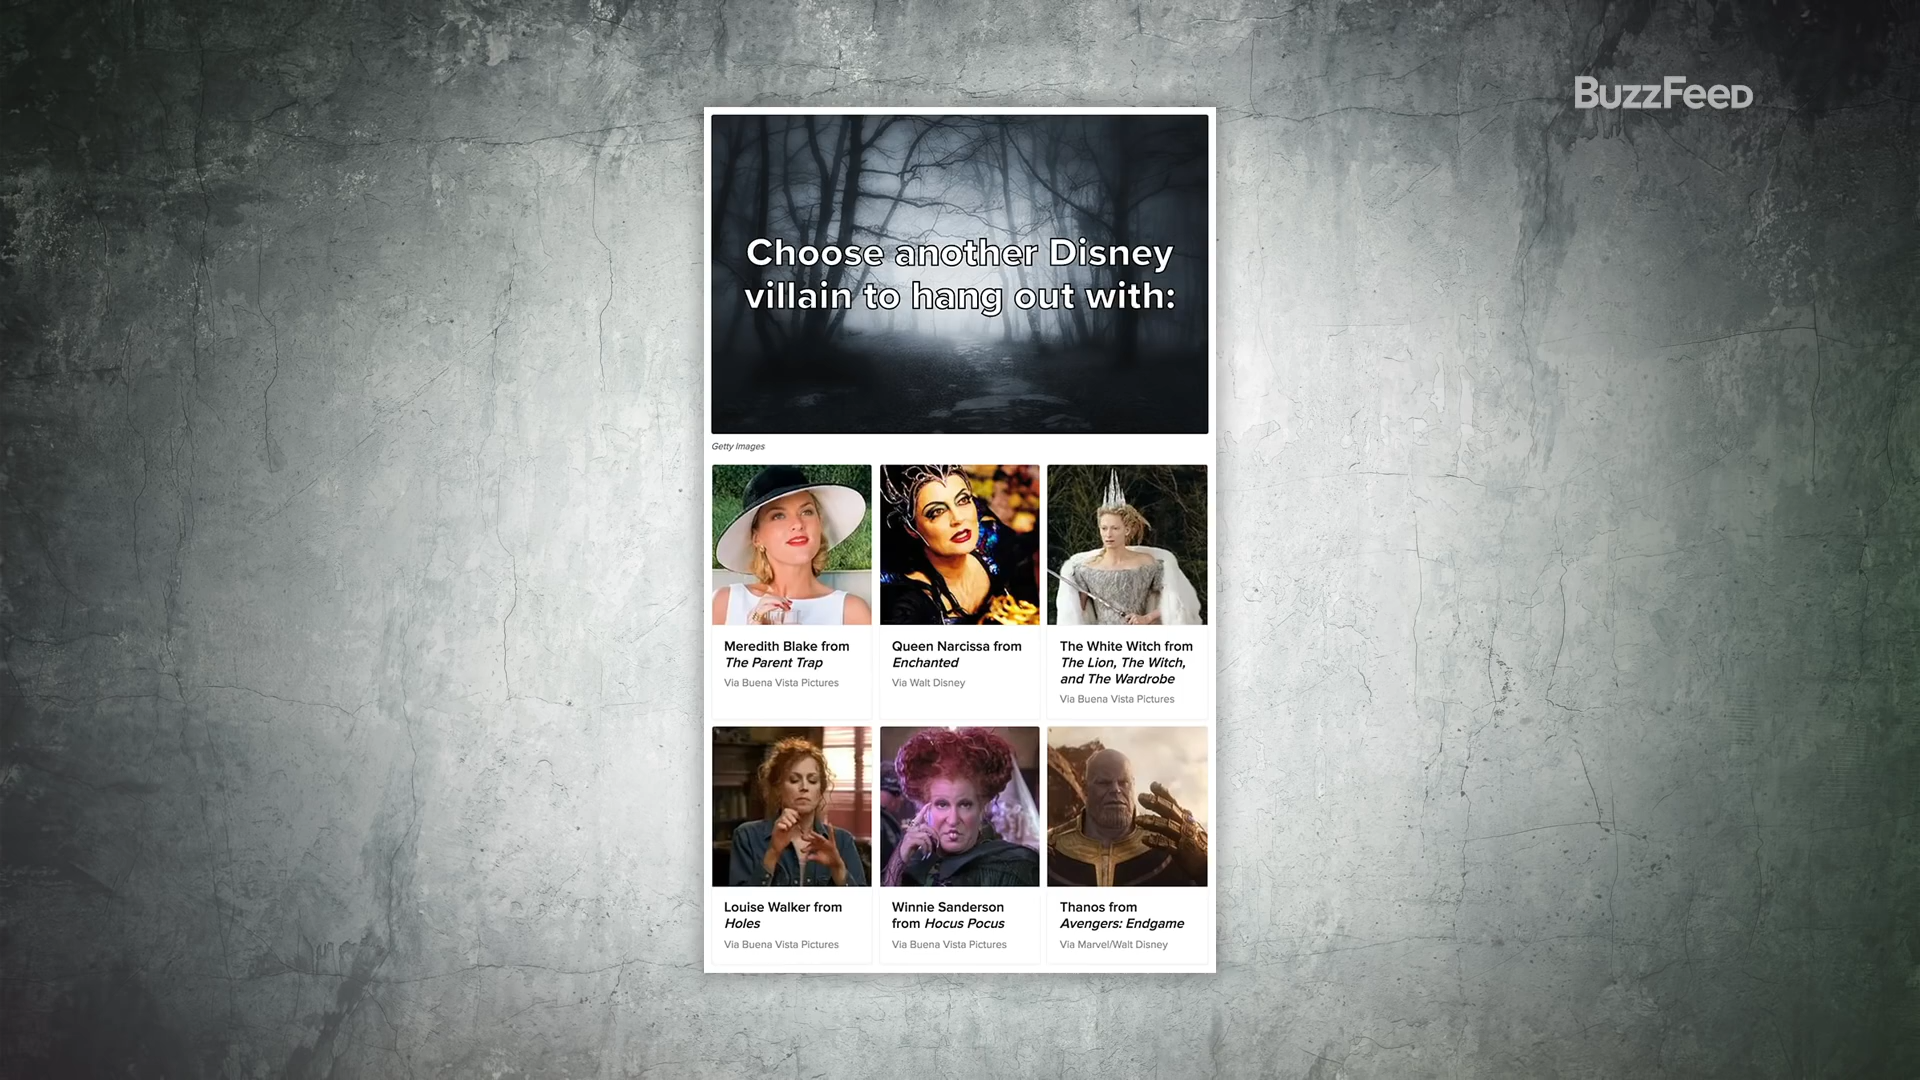 BuzzFeed
Choose another Disney
villain to hang out with:
Getty Images
Meredith Blake from
The Parent Trap
Via Buena Vista Pictures
Queen Narcissa from
Enchanted
Via Walt Disney
The White Witch from
The Lion, The Witch,
and The Wardrobe
Via Buena Vista Pictures
Louise Walker from
Holes
Via Buena Vista Pictures
Winnie Sanderson
from Hocus Pocus
Via Buena Vista Pictures
Thanos from
Avengers: Endgame
Via Marvel/Walt Disney